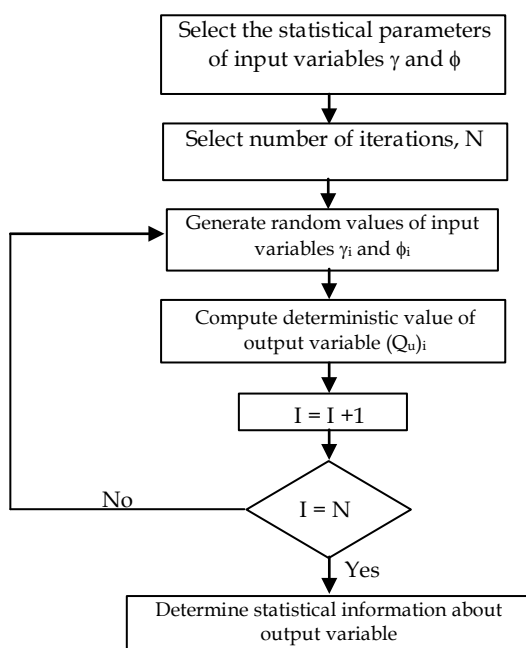 Select the statistical parameters
of input variables γ and ϕ
Select number of iterations, N
Generate random values of input
variables γi and ϕi
Compute deterministic value of
output variable (Qu)i
I = I +1
No
I = N
Yes
Determine statistical information about
output variable